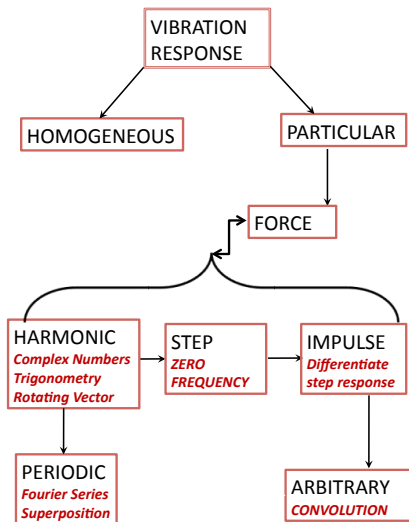 VIBRATION
RESPONSE
HOMOGENEOUS
PARTICULAR
FORCE
HARMONIC
Complex Numbers
Trigonometry
Rotating Vector
STEP
ZERO
FREQUENCY
IMPULSE
Differentiate
step response
PERIODIC
Fourier Series
Superposition
ARBITRARY
CONVOLUTION